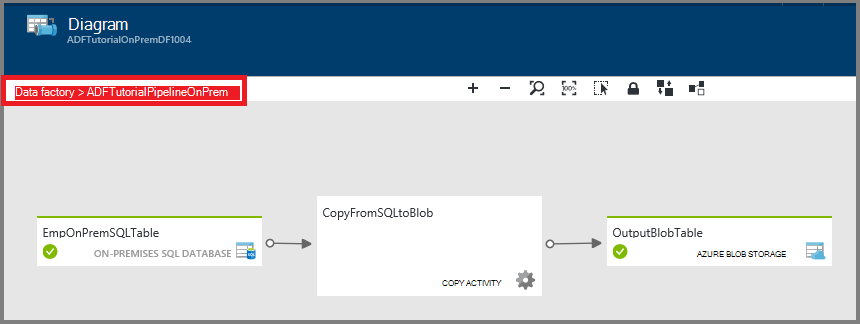 Diagram
ADFTutorialOnPremDF1004
Data factory > ADFTutorialPipelineOnPrem
100%
EmpOnPremSQLTable
ON-PREMISES SQL DATABASE
CopyFromSQLtoBlob
COPY ACTIVITY
OutputBlobTable
AZURE BLOB STORAGE